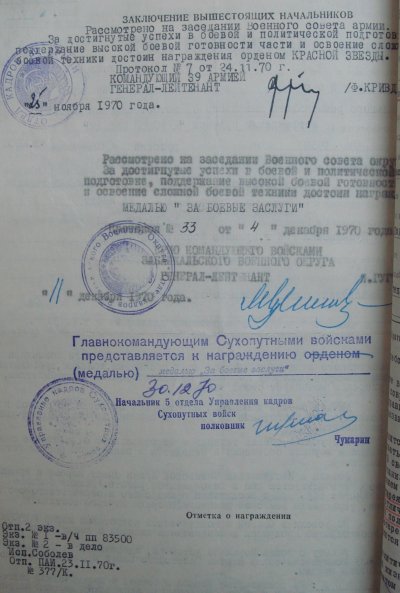 ЗАКЛЮЧЕНИЕ ВЫШЕСТОЯЩИХ НАЧАЛЬНИКОВ
Рассмотрено на заседании Военного совета армии.
За достигнутые успехи в боевой и политической подготов
поддержание высокой боевой готовности части и освоение слож
боевой техники достоин награждения орденом КРАСНОЙ ЗВЕЗДЫ.
Протокол № 7 от 24.11.70 г.
КОМАНДУЮЩИЙ 39 АРМИЕЙ
ГЕНЕРАЛ-ЛЕЙТЕНАНТ /Ф.КРИВД
"25" ноября 1970 года.
Рассмотрено на заседании Военного совета окру
За достигнутые успехи в боевой и политической
подготовке, поддержание высокой боевой готовност
и освоение сложной боевой техники достоин наград
МЕДАЛЬЮ " ЗА БОЕВЫЕ ЗАСЛУГИ"
№ 33 от "4" декабря 1970
КОМАНДУЮЩЕГО ВОЙСКАМИ
ЗАБАЙКАЛЬСКОГО ВОЕННОГО ОКРУГА
ГЕНЕРАЛ-ЛЕЙТЕНАНТ
"11" декабря 1970 года.
Главнокомандующим Сухопутными войсками
представляется к награждению орденом
(медалью) медалью „За боевые заслуги"
30.12.70
Начальник 5 отдела Управления кадров
Сухопутных войск
полковник
Чумарин
Отметка о награждении
Отп.2 экз.
Экз. № 1 -в/ч пп 83500
Экз. № 2 - в дело
Исп.Соболев
Отп. ПАИ.23.11.70г.
№ 377/К.